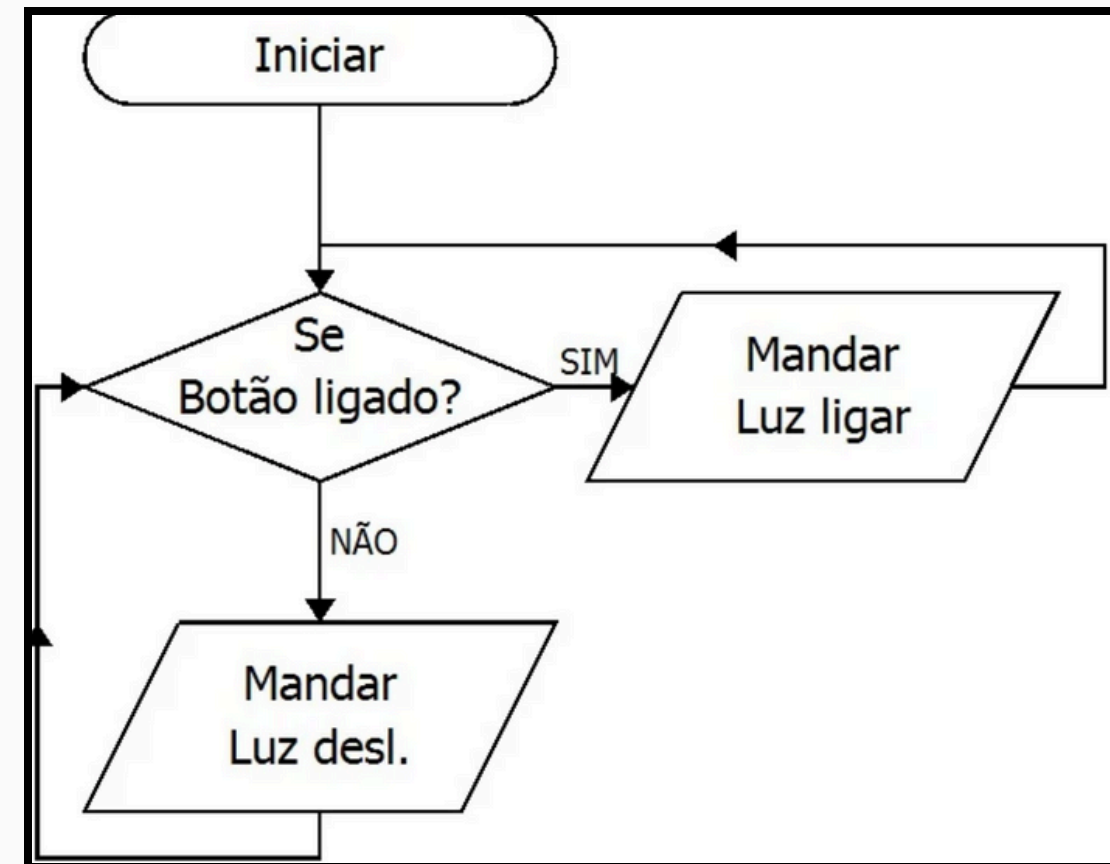 Iniciar
Se
Botão ligado?
SIM
Mandar
Luz ligar
NÃO
Mandar
Luz desl.